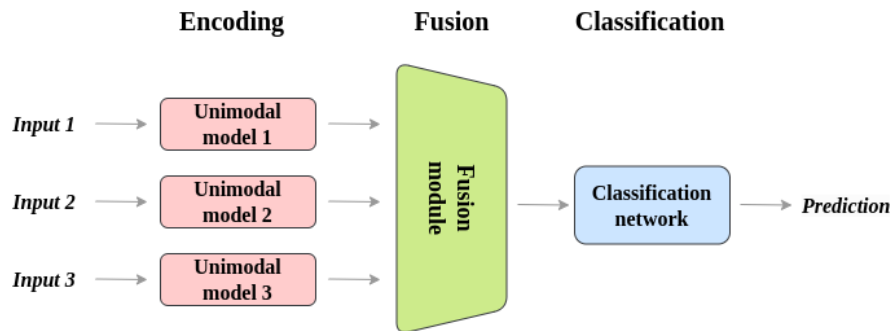 Encoding
Fusion
Classification
Input 1
Unimodal
model 1
Input 2
Unimodal
model 2
Input 3
Unimodal
model 3
Fusion
module
Classification
network
Prediction